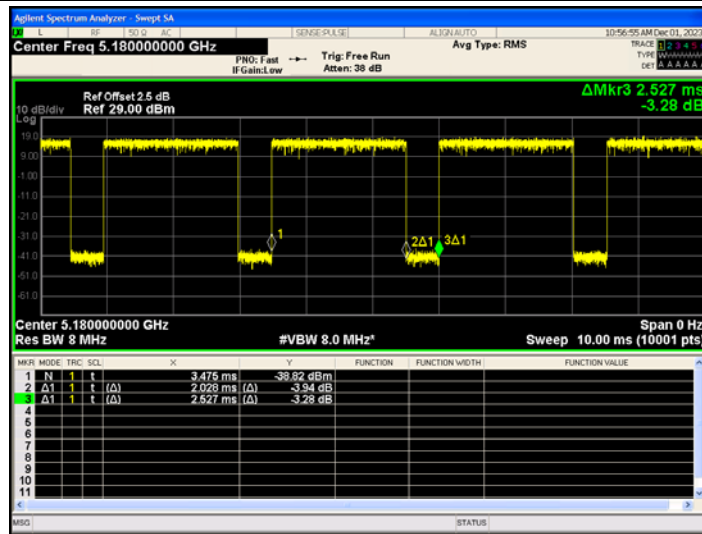 Agilent Spectrum Analyzer - Swept SA
L RF 50 Ω AC SENSE:PULSE ALIGN AUTO 10:56:55 AM Dec 01, 2023
Center Freq 5.180000000 GHz
Avg Type: RMS
TRACE 1 2 3 4 5
PNO: Fast Trig: Free Run
TYPE
IFGain:Low Atten: 38 dB
DET A A A A A
ΔMkr3 2.527 ms
-3.28 dB
Ref Offset 2.5 dB
10 dB/div Ref 29.00 dBm
Log
19.0
9.00
-1.00
-11.0
-21.0
-31.0
-41.0
-51.0
-61.0
1
2Δ1
3Δ1
Center 5.180000000 GHz Span 0 Hz
Res BW 8 MHz #VBW 8.0 MHz* Sweep 10.00 ms (10001 pts)
MKR MODE TRC SCL X Y FUNCTION FUNCTION WIDTH FUNCTION VALUE
1 N 1 t 3.475 ms -38.82 dBm
2 Δ1 1 t (Δ) 2.028 ms (Δ) -3.94 dB
3 Δ1 1 t (Δ) 2.527 ms (Δ) -3.28 dB
4
5
6
7
8
9
10
11
MSG STATUS